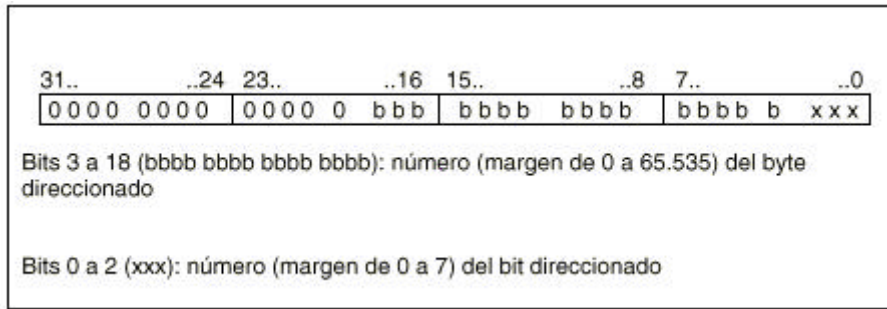 31.. ..24 23.. ..16 15.. ..8 7.. ..0
0000 0000 0000 0 bbb bbbb bbbb bbbb b xxx
Bits 3 a 18 (bbbb bbbb bbbb bbbb): número (margen de 0 a 65.535) del byte
direccionado
Bits 0 a 2 (xxx): número (margen de 0 a 7) del bit direccionado